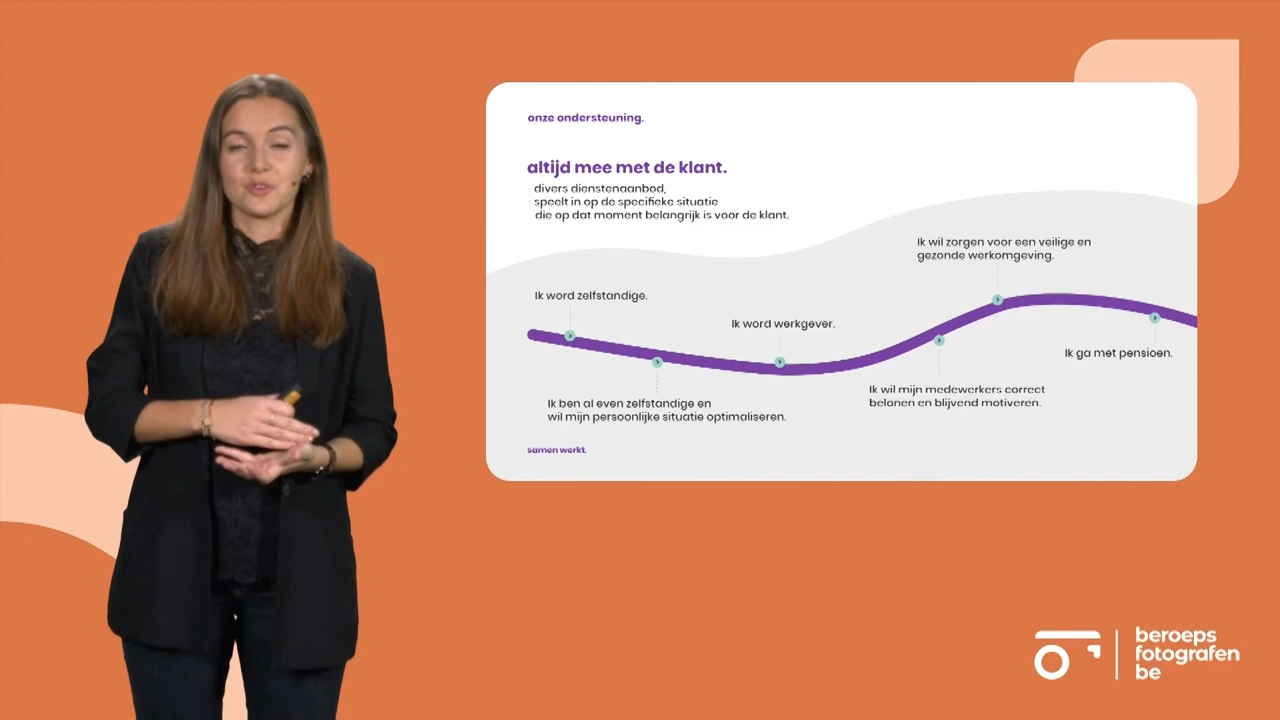 onze ondersteuning.
altijd mee met de klant.
divers dienstenaanbod,
speelt in op de specifieke situatie
die op dat moment belangrijk is voor de klant.
Ik wil zorgen voor een veilige en
gezonde werkomgeving.
Ik word zelfstandige.
Ik word werkgever.
Ik ga met pensioen.
Ik wil mijn medewerkers correct
belonen en blijvend motiveren.
Ik ben al even zelfstandige en
wil mijn persoonlijke situatie optimaliseren.
samen werkt.
beroeps
fotografen
be